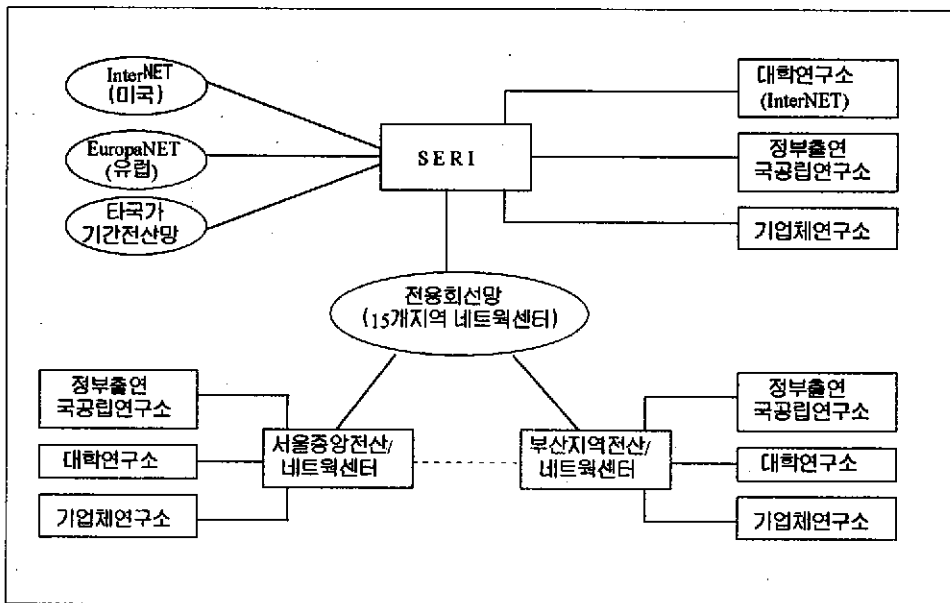 InterNET
(미국)
EuropaNET
(유럽)
타국가
기간전산망
SERI
대학연구소
(InterNET)
정부출연
국공립연구소
기업체연구소
전용회선망
(15개지역 네트웍센터)
정부출연
국공립연구소
대학연구소
기업체연구소
서울중앙전산/
네트웍센터
부산지역전산/
네트웍센터
정부출연
국공립연구소
대학연구소
기업체연구소